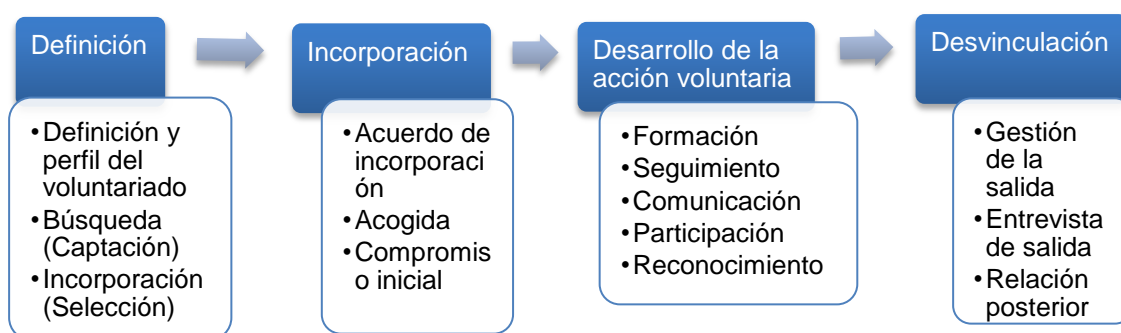 Definición
• Definición y
perfil del
voluntariado
• Búsqueda
(Captación)
• Incorporación
(Selección)
Incorporación
• Acuerdo de
incorporaci
ón
• Acogida
• Compromis
o inicial
Desarrollo de la
acción voluntaria
• Formación
• Seguimiento
• Comunicación
• Participación
• Reconocimiento
Desvinculación
• Gestión
de la
salida
• Entrevista
de salida
• Relación
posterior